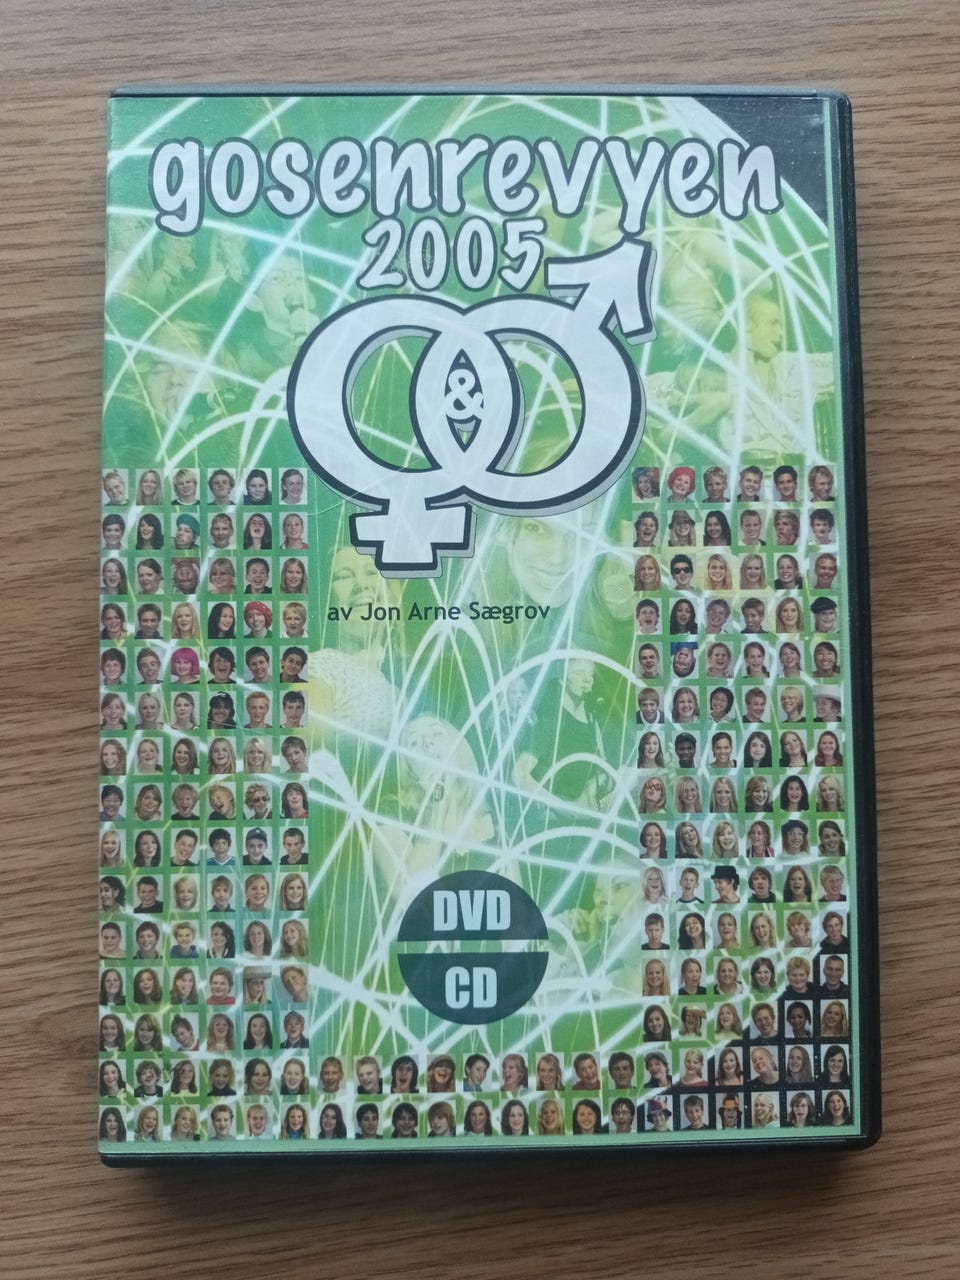 gosenrevyen
2005
&
av Jon Arne Sægrov
DVD
CD